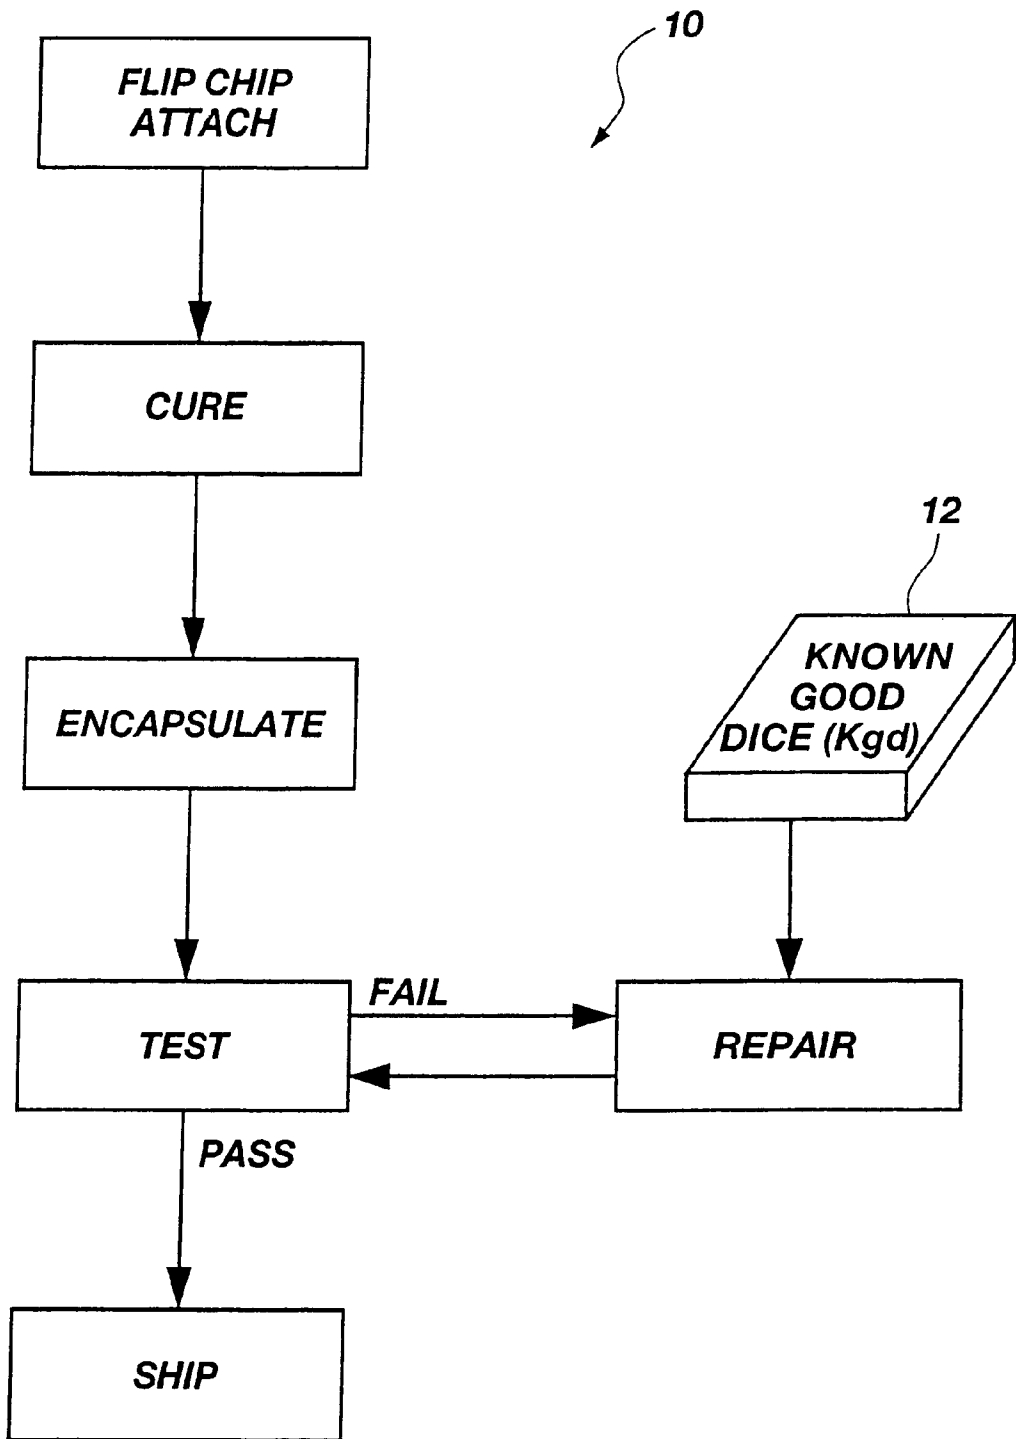 10
FLIP CHIP
ATTACH
CURE
12
KNOWN
GOOD
DICE (Kgd)
ENCAPSULATE
FAIL
TEST
REPAIR
PASS
SHIP